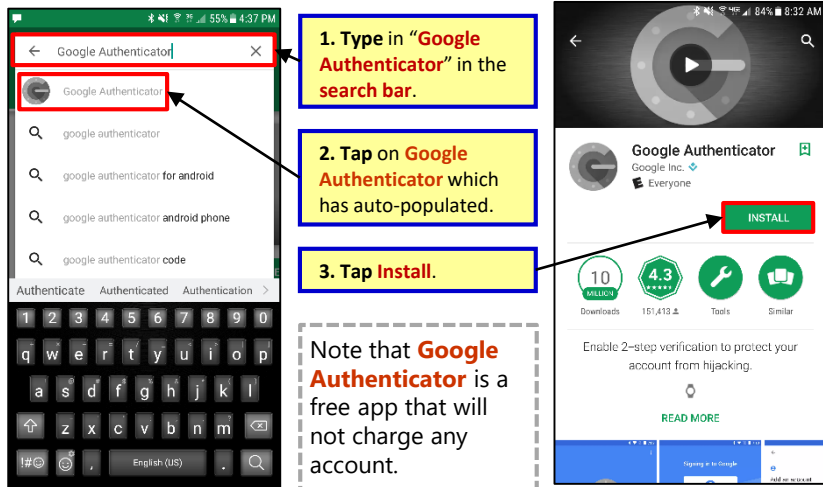 55% 4:37 PM
Google Authenticator
Google Authenticator
google authenticator
google authenticator for android
google authenticator android phone
google authenticator code
Authenticate Authenticated Authentication >
1 2 3 4 5 6 7 8 9 0
q w e r t y u i o p
a s d f g h j k l
z x c v b n m
!#☺ , English (US) .
1. Type in “Google
Authenticator” in the
search bar.
2. Tap on Google
Authenticator which
has auto-populated.
3. Tap Install.
Note that Google
Authenticator is a
free app that will
not charge any
account.
84% 8:32 AM
Google Authenticator
Google Inc.
E Everyone
INSTALL
10 4.3
MILLION
Downloads 151,413 Tools Similar
Enable 2-step verification to protect your
account from hijacking.
READ MORE
Signing in to Google
Add an account